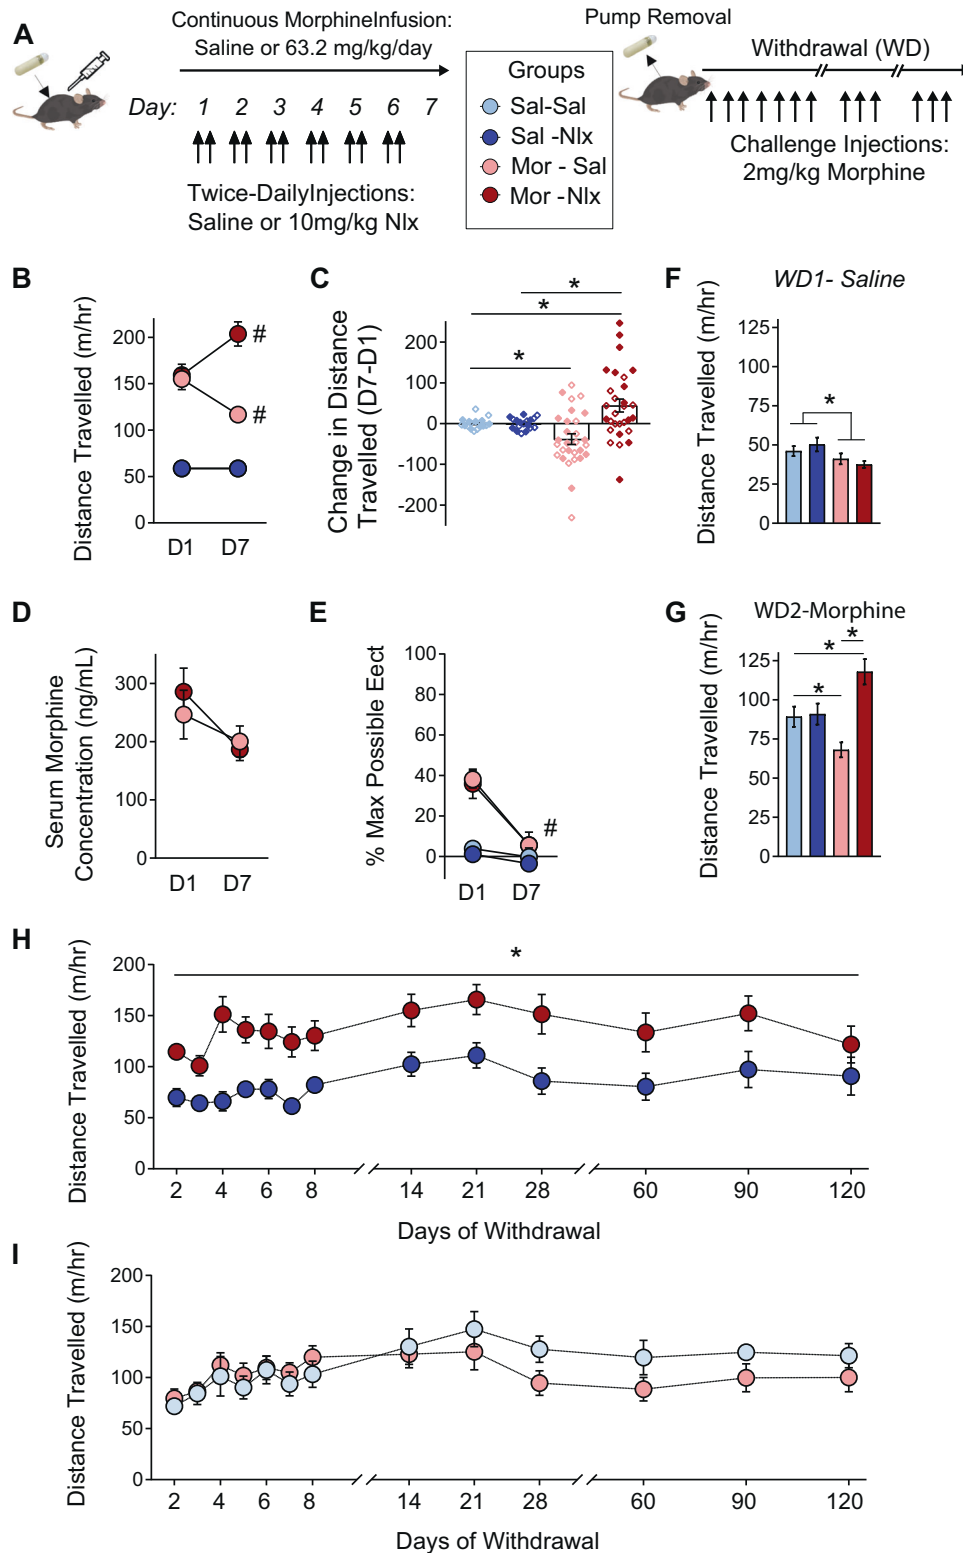 A
Continuous MorphineInfusion:
Saline or 63.2 mg/kg/day
Day: 1 2 3 4 5 6 7
Twice-DailyInjections:
Saline or 10mg/kg Nlx
Groups
Sal-Sal
Sal -Nlx
Mor - Sal
Mor -Nlx
Pump Removal
Withdrawal (WD)
Challenge Injections:
2mg/kg Morphine
B
Distance Travelled (m/hr)
200
150
100
50
0
D1 D7
#
#
C
Change in Distance
Travelled (D7-D1)
200
100
0
-100
-200
*
*
*
F
WD1- Saline
Distance Travelled (m/hr)
125
100
75
50
25
0
*
D
Serum Morphine
Concentration (ng/mL)
300
200
100
0
D1 D7
E
% Max Possible Eect
100
80
60
40
20
0
D1 D7
#
G
WD2-Morphine
Distance Travelled (m/hr)
125
100
75
50
25
0
*
*
*
H
Distance Travelled (m/hr)
200
150
100
50
0
*
2 4 6 8 14 21 28 60 90 120
Days of Withdrawal
I
Distance Travelled (m/hr)
200
150
100
50
0
2 4 6 8 14 21 28 60 90 120
Days of Withdrawal